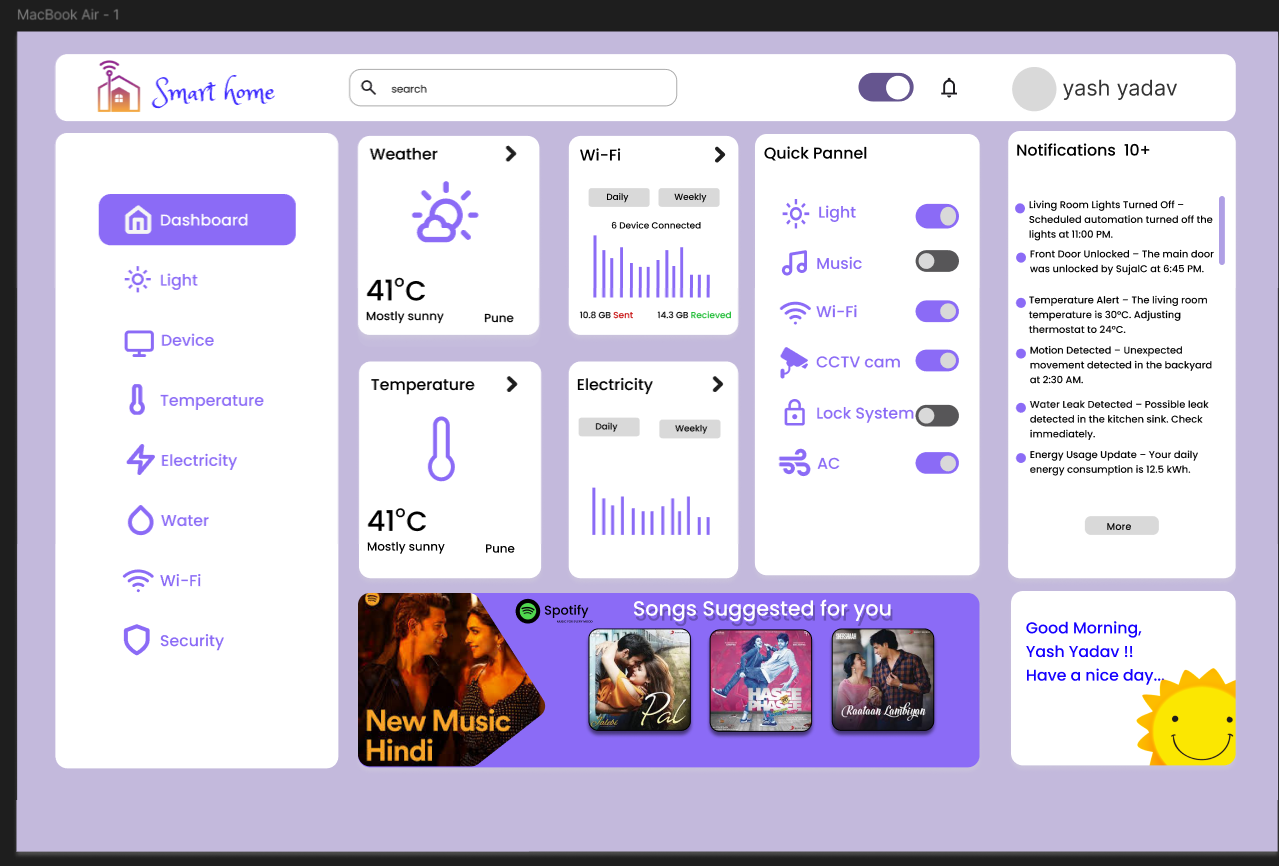 MacBook Air - 1
Smart home
search
yash yadav
Dashboard
Light
Device
Temperature
Electricity
Water
Wi-Fi
Security
Weather
41°C
Mostly sunny
Pune
Wi-Fi
Daily
Weekly
6 Device Connected
10.8 GB Sent
14.3 GB Recieved
Temperature
41°C
Mostly sunny
Pune
Electricity
Daily
Weekly
Quick Pannel
Light
Music
Wi-Fi
CCTV cam
Lock System
AC
Notifications 10+
Living Room Lights Turned Off –
Scheduled automation turned off the
lights at 11:00 PM.
Front Door Unlocked – The main door
was unlocked by SujalC at 6:45 PM.
Temperature Alert – The living room
temperature is 30°C. Adjusting
thermostat to 24°C.
Motion Detected – Unexpected
movement detected in the backyard
at 2:30 AM.
Water Leak Detected – Possible leak
detected in the kitchen sink. Check
immediately.
Energy Usage Update – Your daily
energy consumption is 12.5 kWh.
More
New Music
Hindi
Spotify
Songs Suggested for you
Jalebi
Pal
HASEE
PHASEE
Raataan Lambiyan
Good Morning,
Yash Yadav !!
Have a nice day...